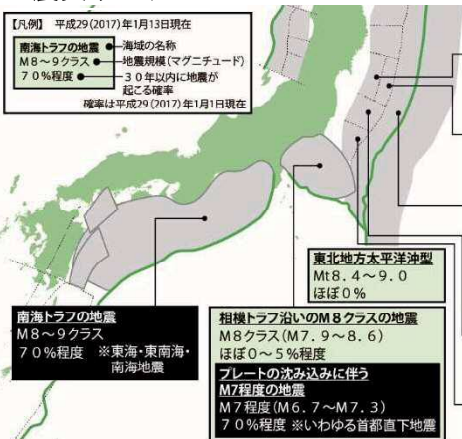 【凡例】 平成29(2017)年1月13日現在
南海トラフの地震
M8～9クラス
70％程度
海域の名称
地震規模(マグニチュード)
30年以内に地震が
起こる確率
確率は平成29(2017)年1月1日現在
東北地方太平洋沖型
Mt8.4～9.0
ほぼ0％
南海トラフの地震
M8～9クラス
70％程度 ※東海・東南海・
南海地震
相模トラフ沿いのM8クラスの地震
M8クラス(M7.9～8.6)
ほぼ0～5％程度
プレートの沈み込みに伴う
M7程度の地震
M7程度(M6.7～M7.3)
70％程度 ※いわゆる首都直下地震